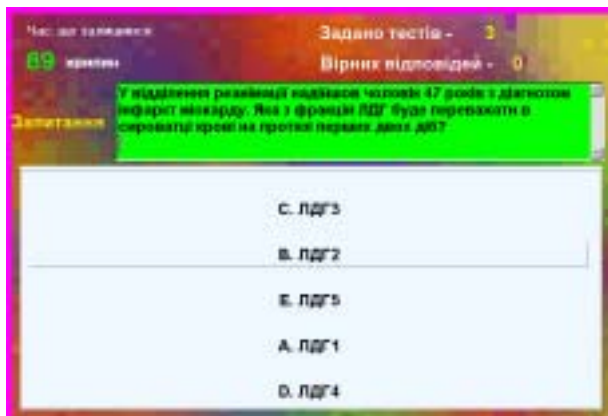 Час, що залишився:
Задано тестів - 3
69 хвилин
Вірних відповідей - 0
Запитання
У відділення реанімації надійшов чоловік 47 років з діагнозом
інфаркт міокарду. Яка з фракцій ЛДГ буде переважати в
сироватці крові на протязі перших двох діб?
C. ЛДГ3
B. ЛДГ2
E. ЛДГ5
A. ЛДГ1
D. ЛДГ4